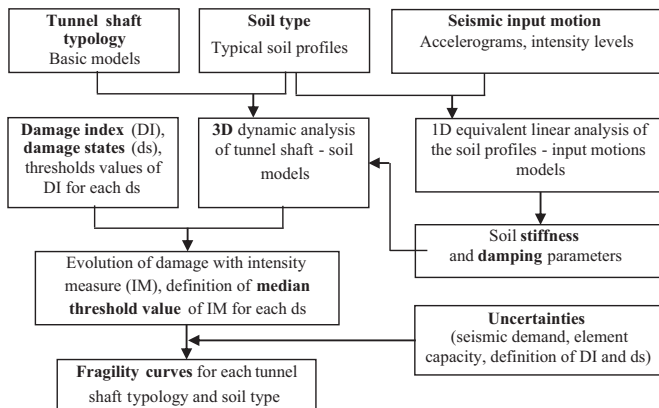 Tunnel shaft
typology
Basic models
Soil type
Typical soil profiles
Seismic input motion
Accelerograms, intensity levels
Damage index (DI),
damage states (ds),
thresholds values of
DI for each ds
3D dynamic analysis
of tunnel shaft - soil
models
1D equivalent linear analysis of
the soil profiles - input motions
models
Soil stiffness
and damping parameters
Evolution of damage with intensity
measure (IM), definition of median
threshold value of IM for each ds
Uncertainties
(seismic demand, element
capacity, definition of DI and ds)
Fragility curves for each tunnel
shaft typology and soil type